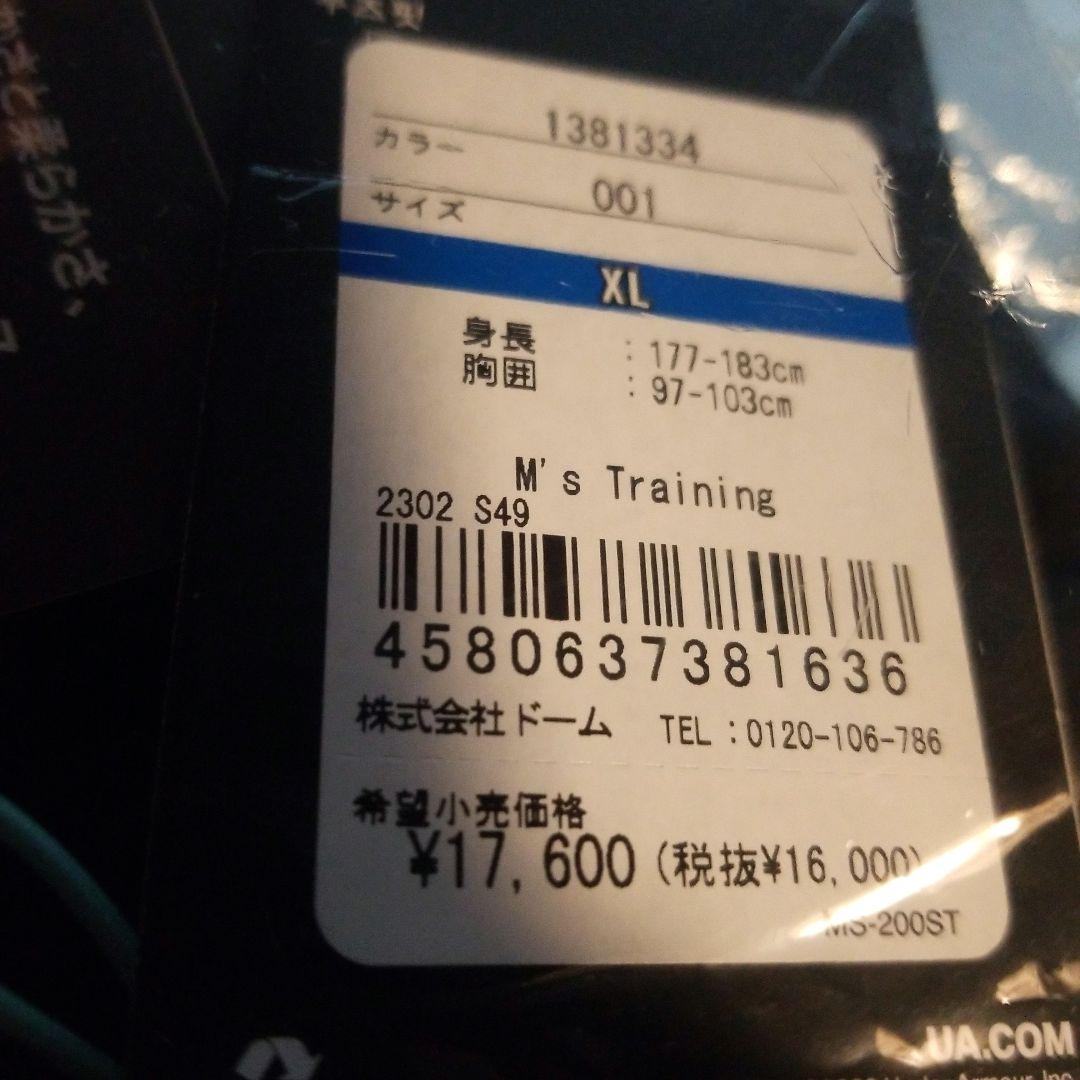 1381334
カラー 001
サイズ
XL
身長 : 177-183cm
胸囲 : 97-103cm
M's Training
2302 S49
4580637381636
株式会社ドーム TEL :0120-106-786
希望小売価格
¥17,600 (税抜¥16,000)
MS-200ST
UA.COM